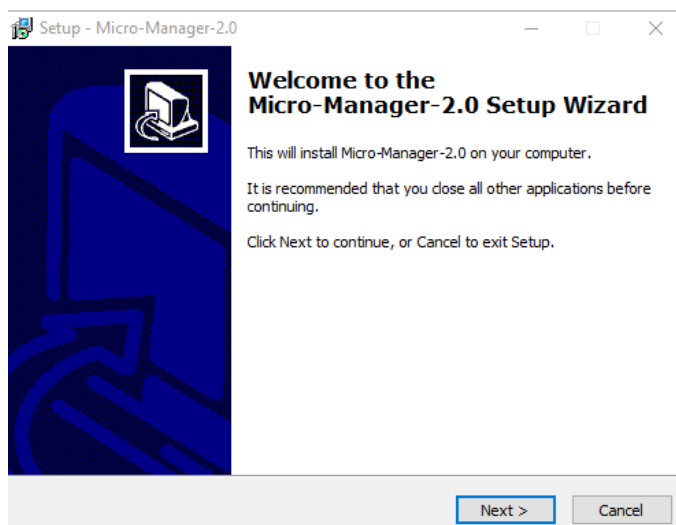 Setup - Micro-Manager-2.0
Welcome to the
Micro-Manager-2.0 Setup Wizard
This will install Micro-Manager-2.0 on your computer.
It is recommended that you close all other applications before
continuing.
Click Next to continue, or Cancel to exit Setup.
Next >
Cancel